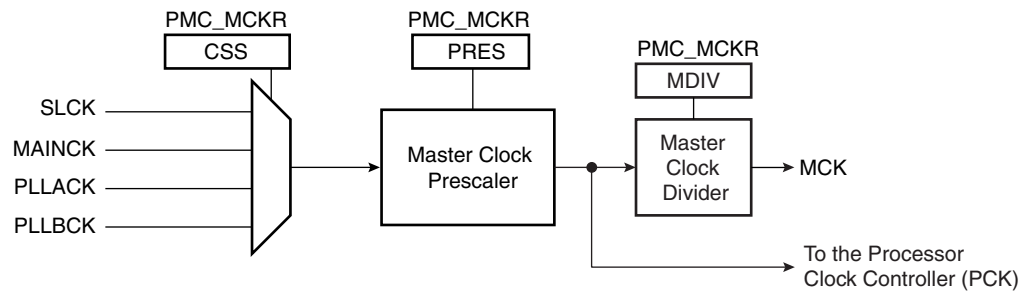 PMC_MCKR
CSS
PMC_MCKR
PRES
PMC_MCKR
MDIV
SLCK
MAINCK
PLLACK
PLLBCK
Master Clock
Prescaler
Master
Clock
Divider
MCK
To the Processor
Clock Controller (PCK)